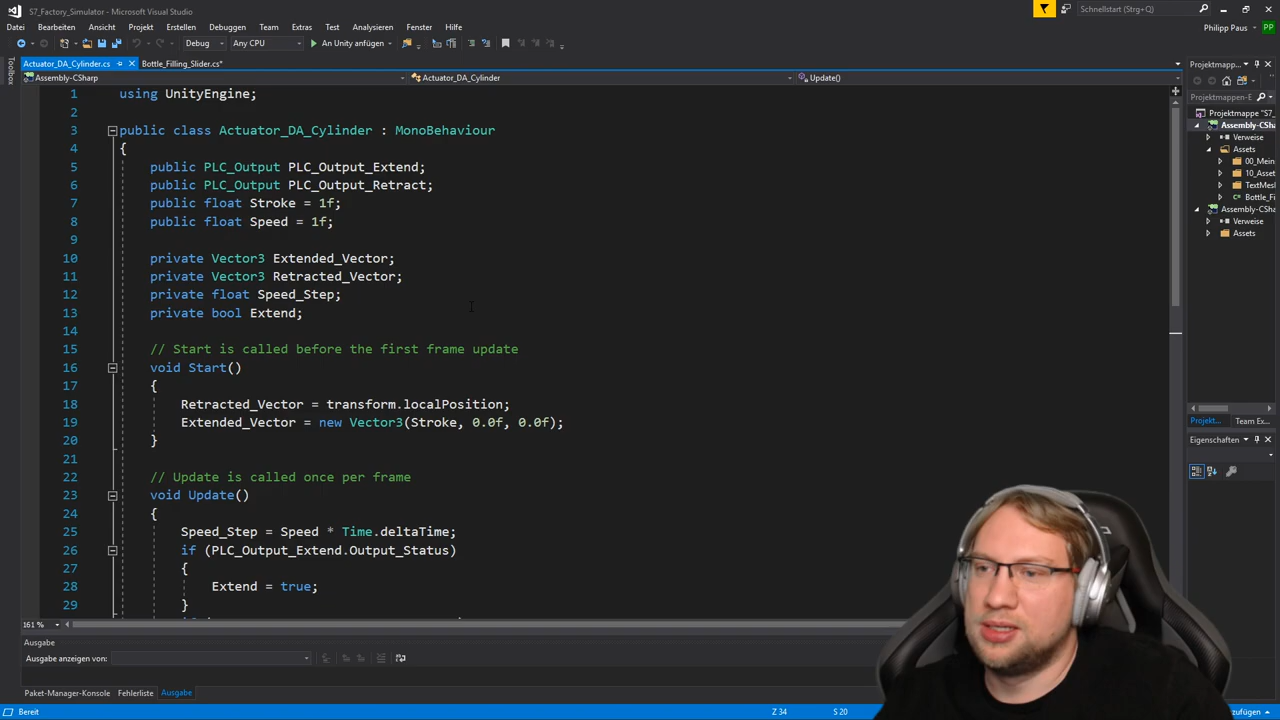 S7_Factory_Simulator - Microsoft Visual Studio
Schnellstart (Strg+Q)
Datei Bearbeiten Ansicht Projekt Erstellen Debuggen Team Extras Test Analysieren Fenster Hilfe
Philipp Paus PP
Debug Any CPU An Unity anfügen
Toolbox
Actuator_DA_Cylinder.cs Bottle_Filling_Slider.cs*
Assembly-CSharp Actuator_DA_Cylinder Update()
1 using UnityEngine;
2
3 public class Actuator_DA_Cylinder : MonoBehaviour
4 {
5 public PLC_Output PLC_Output_Extend;
6 public PLC_Output PLC_Output_Retract;
7 public float Stroke = 1f;
8 public float Speed = 1f;
9
10 private Vector3 Extended_Vector;
11 private Vector3 Retracted_Vector;
12 private float Speed_Step;
13 private bool Extend;
14
15 // Start is called before the first frame update
16 void Start()
17 {
18 Retracted_Vector = transform.localPosition;
19 Extended_Vector = new Vector3(Stroke, 0.0f, 0.0f);
20 }
21
22 // Update is called once per frame
23 void Update()
24 {
25 Speed_Step = Speed * Time.deltaTime;
26 if (PLC_Output_Extend.Output_Status)
27 {
28 Extend = true;
29 }
161 %
Projektmapp...
Projektmappen-E
Projektmappe "S7_
Assembly-CSha
Verweise
Assets
00_Mein
10_Asset
TextMesl
Bottle_Fi
Assembly-CSha
Verweise
Assets
Projekt... Team Ex...
Eigenschaften
Ausgabe
Ausgabe anzeigen von:
Paket-Manager-Konsole Fehlerliste Ausgabe
Bereit Z 34 S 20